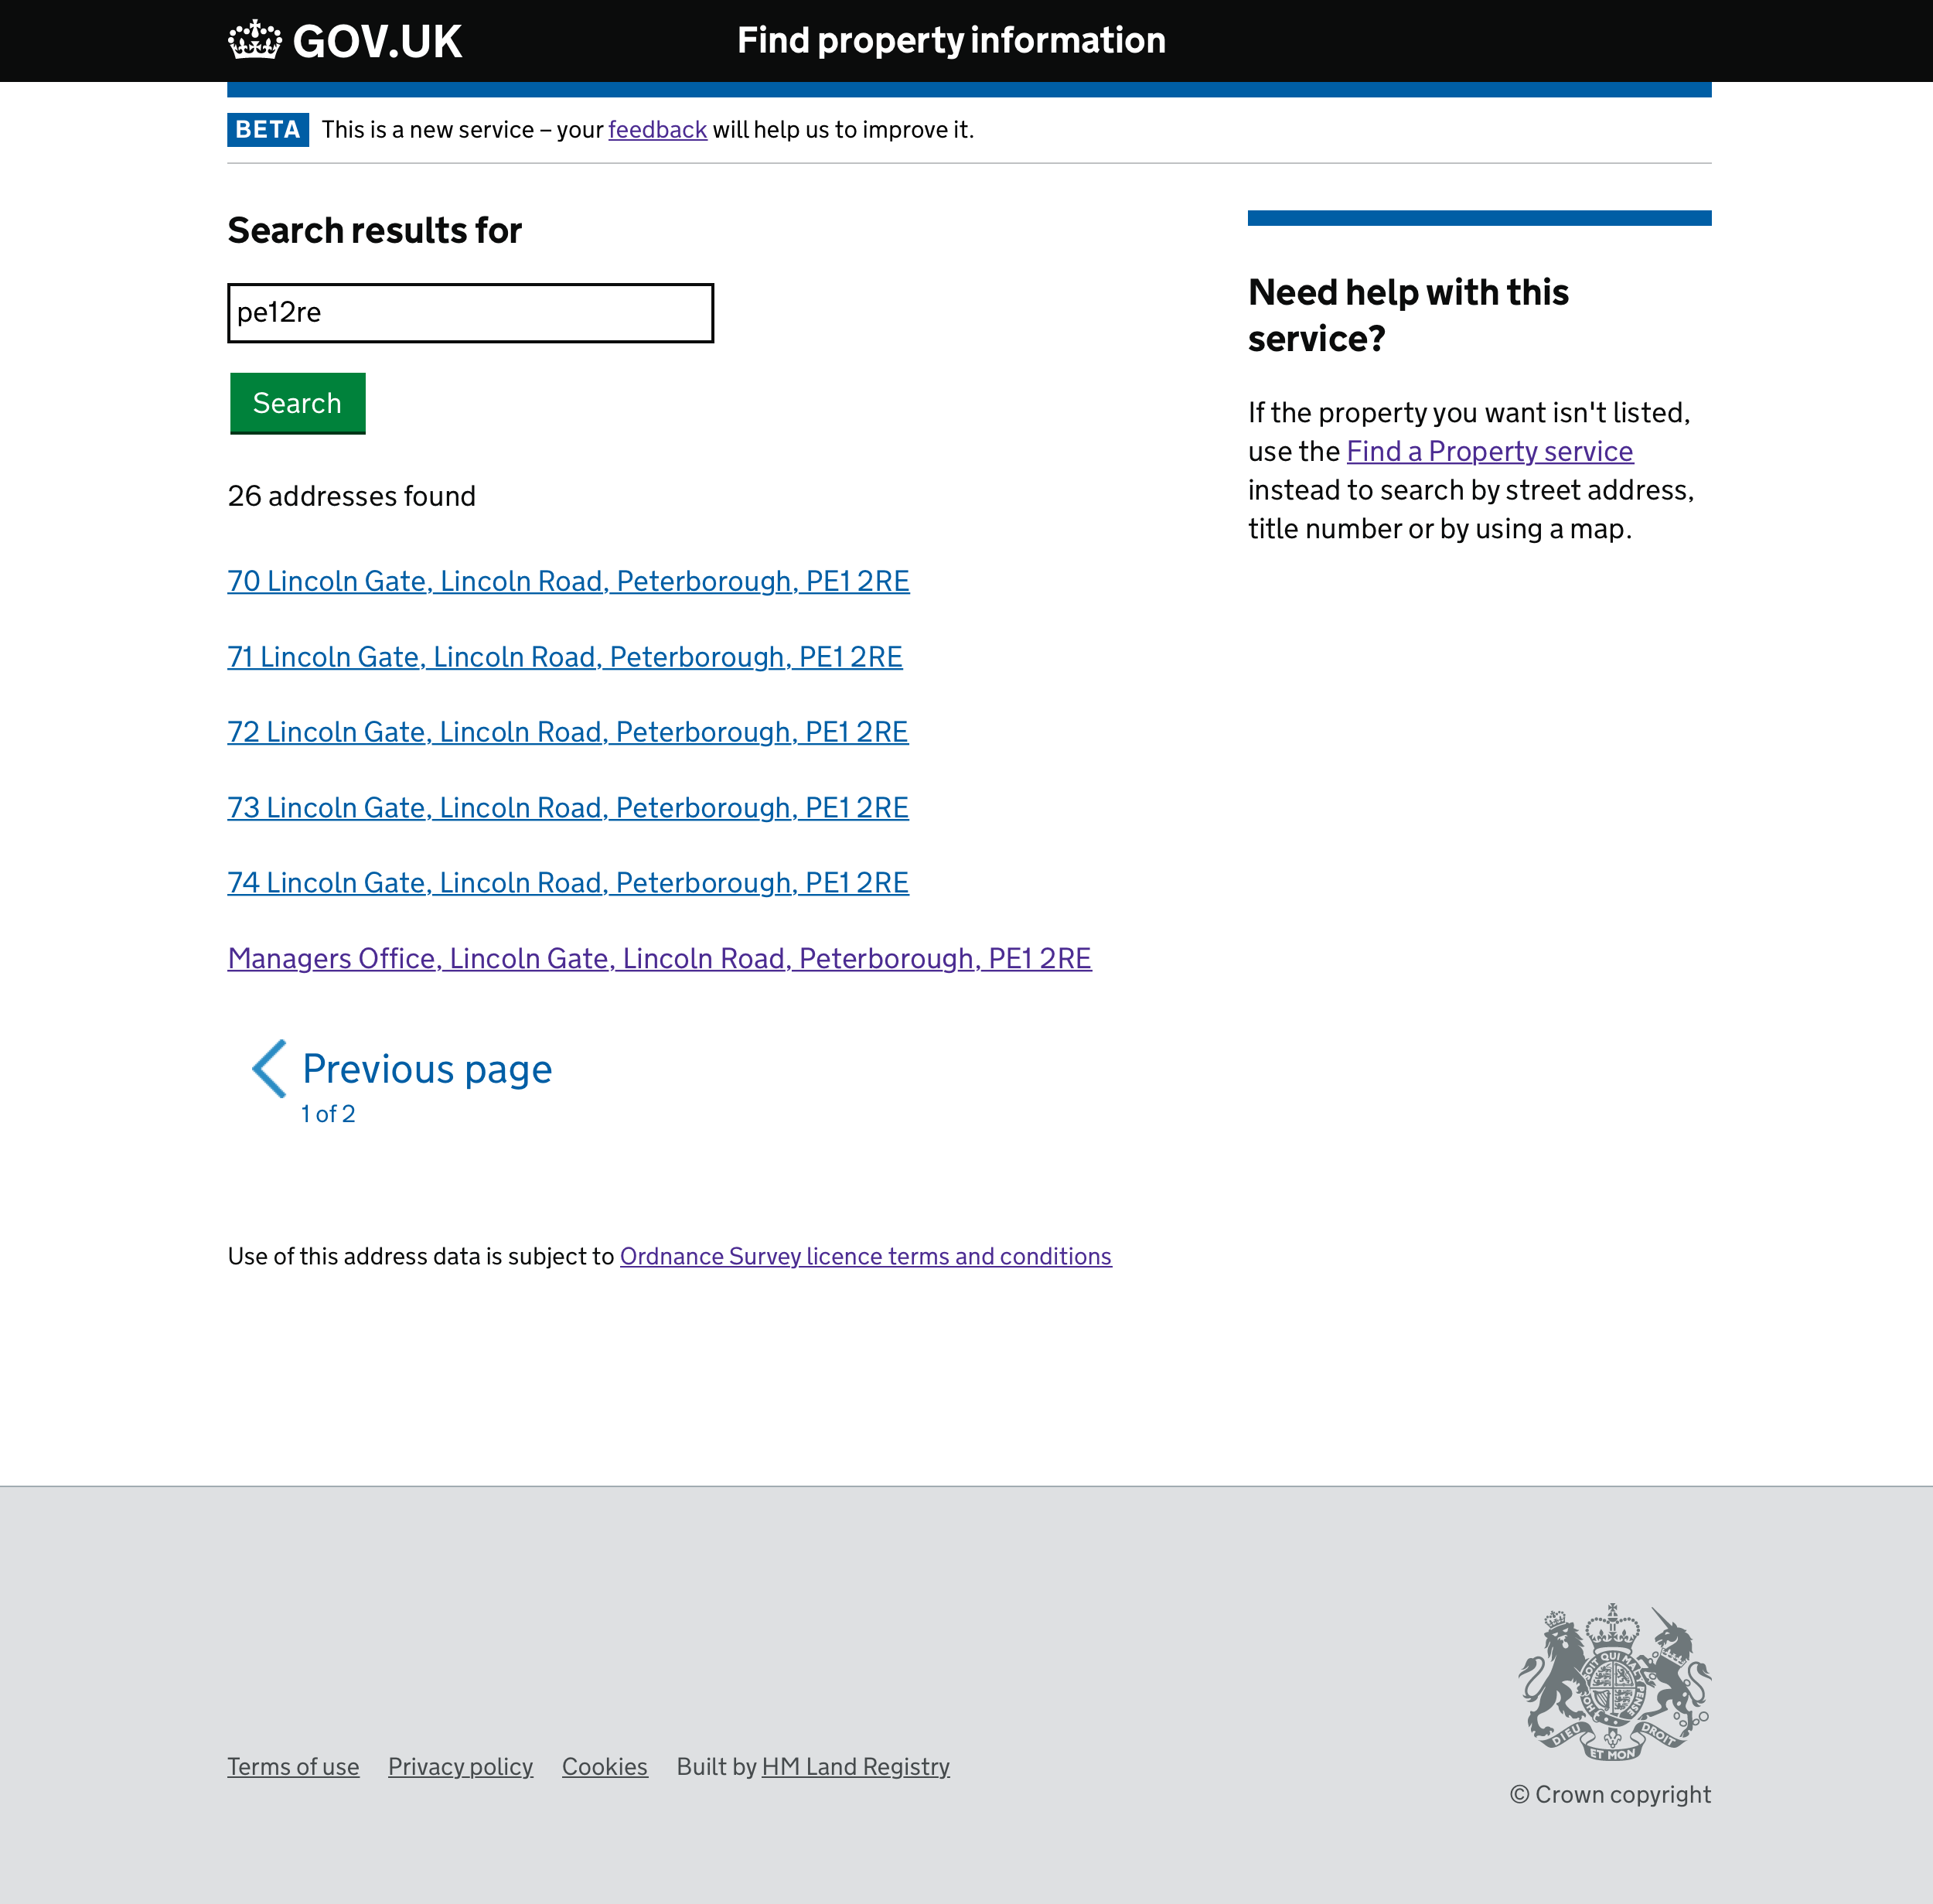 GOV.UK
Find property information
BETA This is a new service – your feedback will help us to improve it.
Search results for
pe12re
Search
26 addresses found
70 Lincoln Gate, Lincoln Road, Peterborough, PE1 2RE
71 Lincoln Gate, Lincoln Road, Peterborough, PE1 2RE
72 Lincoln Gate, Lincoln Road, Peterborough, PE1 2RE
73 Lincoln Gate, Lincoln Road, Peterborough, PE1 2RE
74 Lincoln Gate, Lincoln Road, Peterborough, PE1 2RE
Managers Office, Lincoln Gate, Lincoln Road, Peterborough, PE1 2RE
Previous page
1 of 2
Use of this address data is subject to Ordnance Survey licence terms and conditions
Need help with this
service?
If the property you want isn't listed,
use the Find a Property service
instead to search by street address,
title number or by using a map.
Terms of use Privacy policy Cookies Built by HM Land Registry
DIEU ET MON DROIT
© Crown copyright